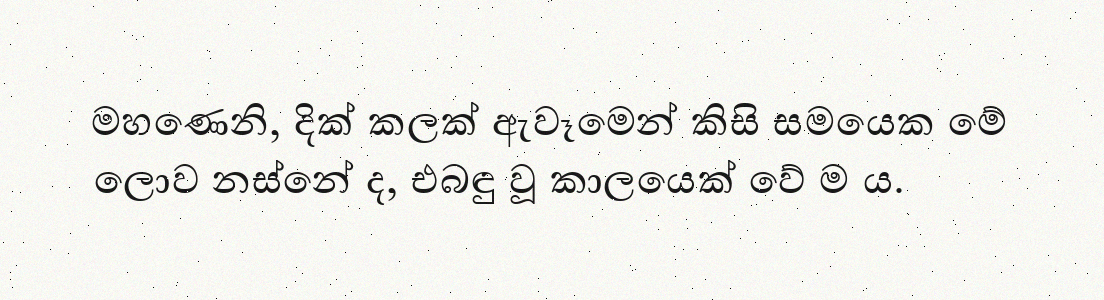 මහණෙනි, දික් කලක් ඇවෑමෙන් කිසි සමයෙක මේ
ලොව නස්නේ ද, එබඳු වූ කාලයෙක් වේ ම ය.